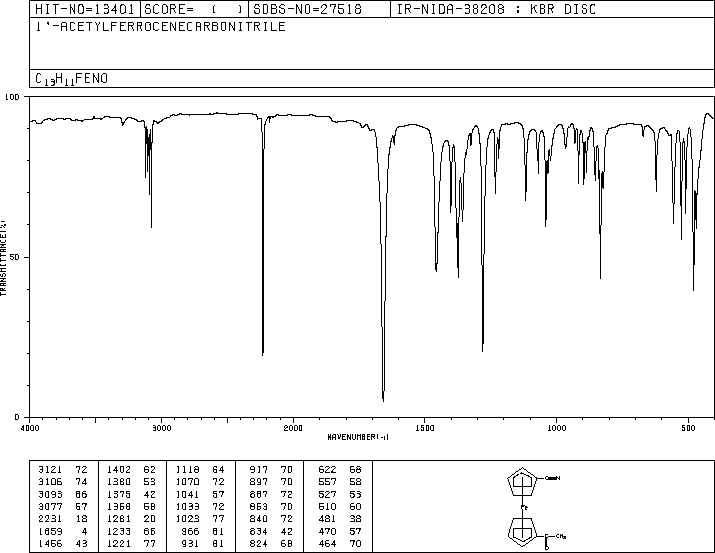 HIT-NO=13401 SCORE= ( ) SDBS-NO=27518 IR-NIDA-38208 : KBR DISC
1'-ACETYLFERROCENECARBONITRILE
C13H11FENO
100
50
0
TRANSMITTANCE(%)
4000 3000 2000 1500 1000 500
WAVENUMBER(-1)
3121 72 1402 62 1118 64 917 70 622 68
3106 74 1380 53 1070 72 897 70 557 58
3093 66 1375 42 1041 57 887 72 527 53
3077 57 1358 58 1033 72 853 70 510 60
2231 18 1281 20 1023 77 840 72 481 38
1659 4 1233 66 966 81 834 42 470 57
1456 43 1221 77 931 81 824 68 464 70
C≡N
Fe
C CH3
O